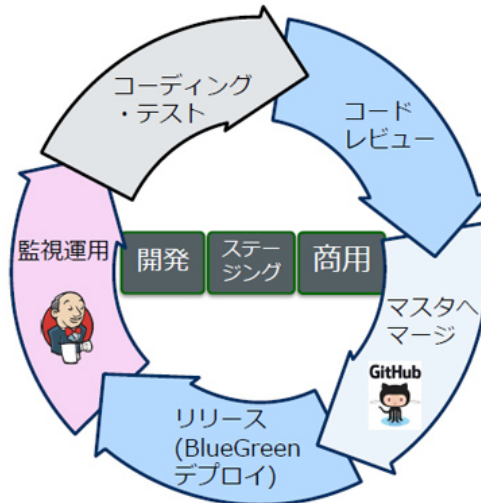 コーディング
・テスト
コード
レビュー
監視運用
開発
ステー
ジング
商用
マスタへ
マージ
GitHub
リリース
(BlueGreen
デプロイ)